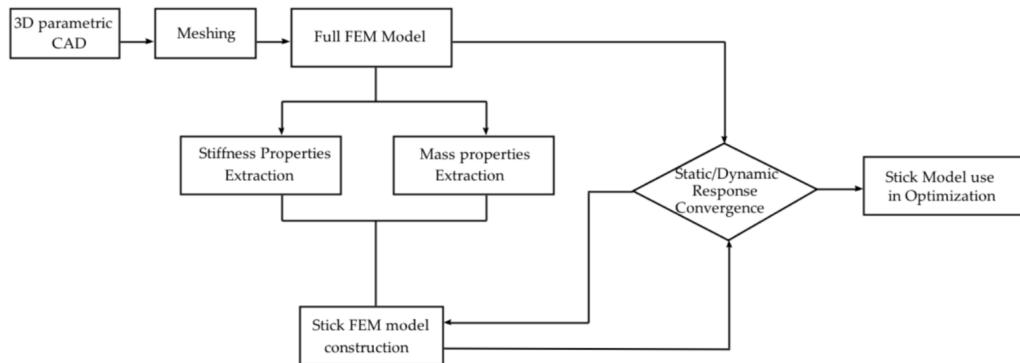 3D parametric
CAD
Meshing
Full FEM Model
Stiffness Properties
Extraction
Mass properties
Extraction
Static/Dynamic
Response
Convergence
Stick Model use
in Optimization
Stick FEM model
construction